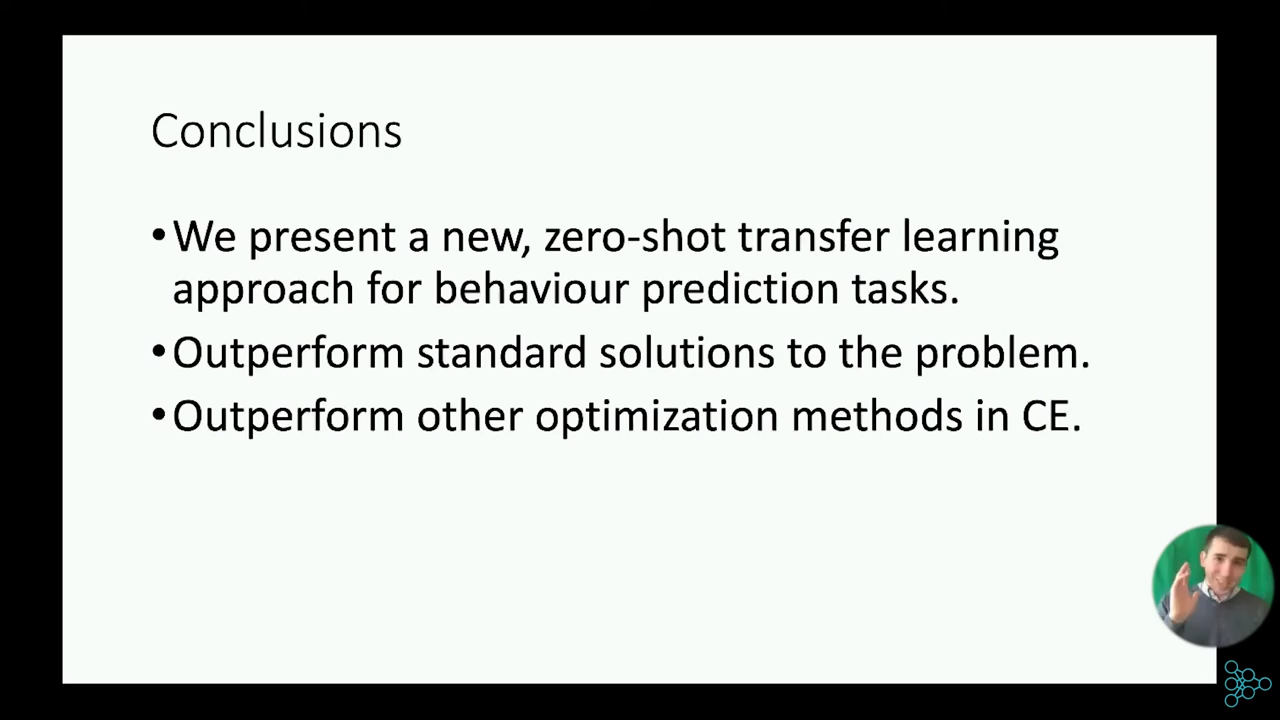 Conclusions
•We present a new, zero-shot transfer learning
approach for behaviour prediction tasks.
•Outperform standard solutions to the problem.
•Outperform other optimization methods in CE.